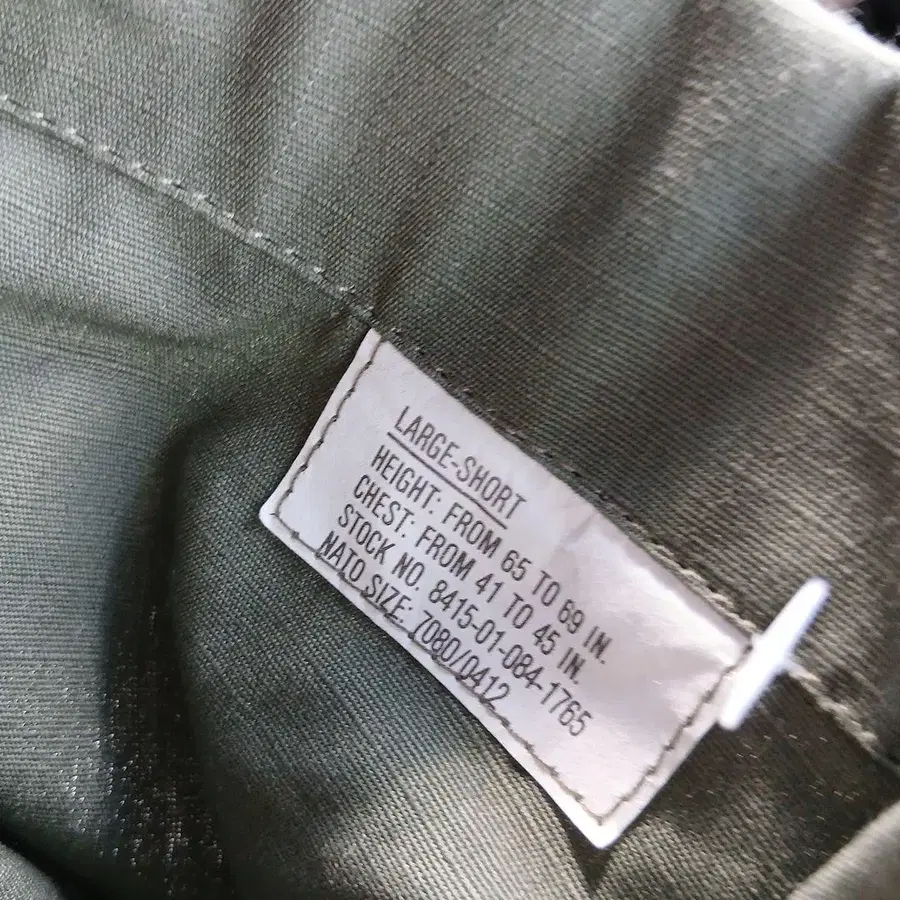 LARGE-SHORT
HEIGHT: FROM 65 TO 69 IN.
CHEST: FROM 41 TO 45 IN.
STOCK NO. 8415-01-084-1765
NATO SIZE: 7080/0412